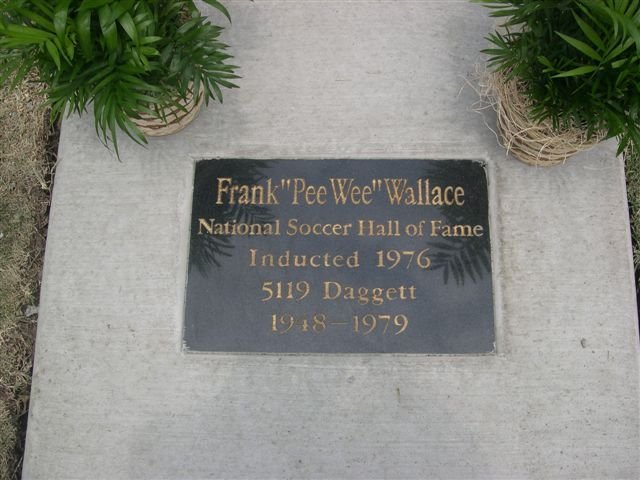 Frank "Pee Wee" Wallace
National Soccer Hall of Fame
Inducted 1976
5119 Daggett
1948-1979